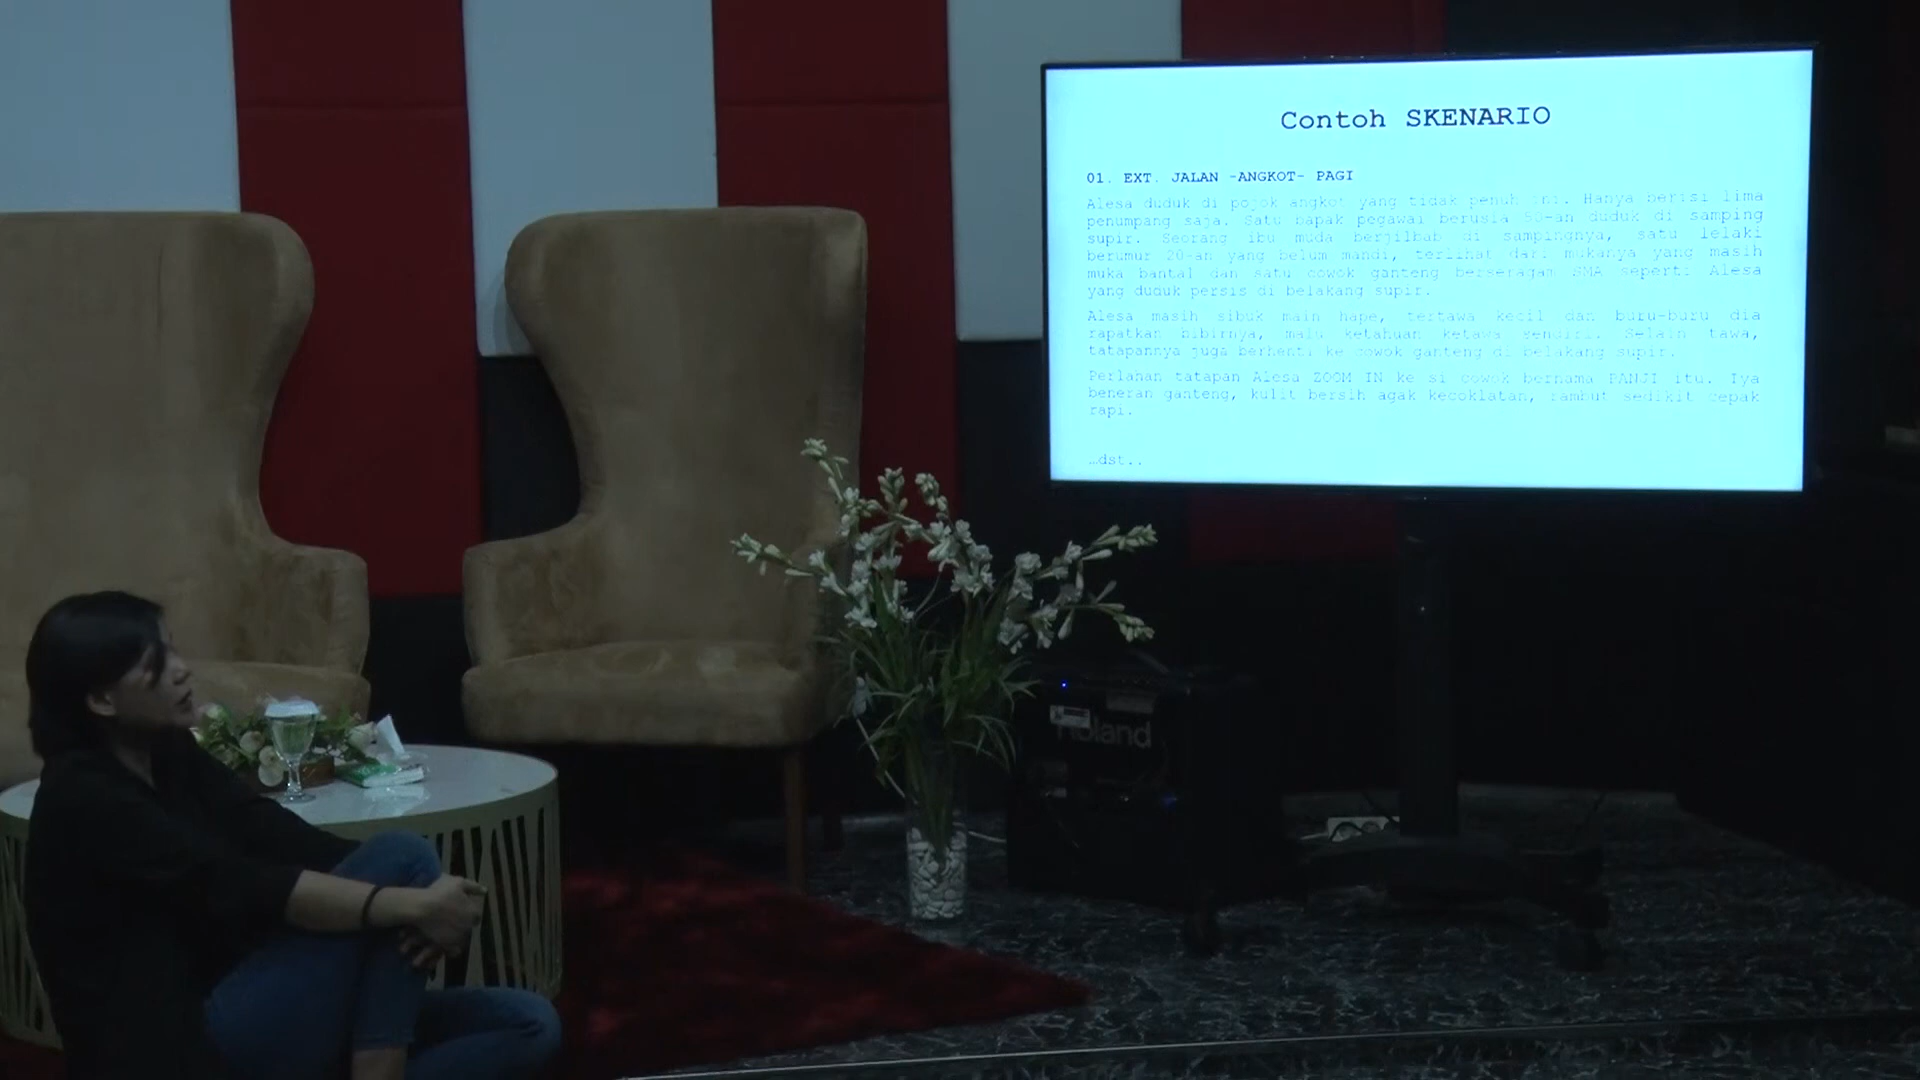 Contoh SKENARIO
01. EXT. JALAN -ANGKOT- PAGI
Alesa duduk di pojok angkot yang tidak penuh ini. Hanya berisi lima
penumpang saja. Satu bapak pegawai berusia 50-an duduk di samping
supir. Seorang ibu muda berjilbab di sampingnya, satu lelaki
berumur 20-an yang belum mandi, terlihat dari mukanya yang masih
muka bantal dan satu cowok ganteng berseragam SMA seperti Alesa
yang duduk persis di belakang supir.
Alesa masih sibuk main hape, tertawa kecil dan buru-buru dia
rapatkan bibirnya, malu ketahuan ketawa sendiri. Selain tawa,
tatapannya juga berhenti ke cowok ganteng di belakang supir.
Perlahan tatapan Alesa ZOOM IN ke si cowok bernama PANJI itu. Iya
beneran ganteng, kulit bersih agak kecoklatan, rambut sedikit cepak
rapi.
…dst..
Roland